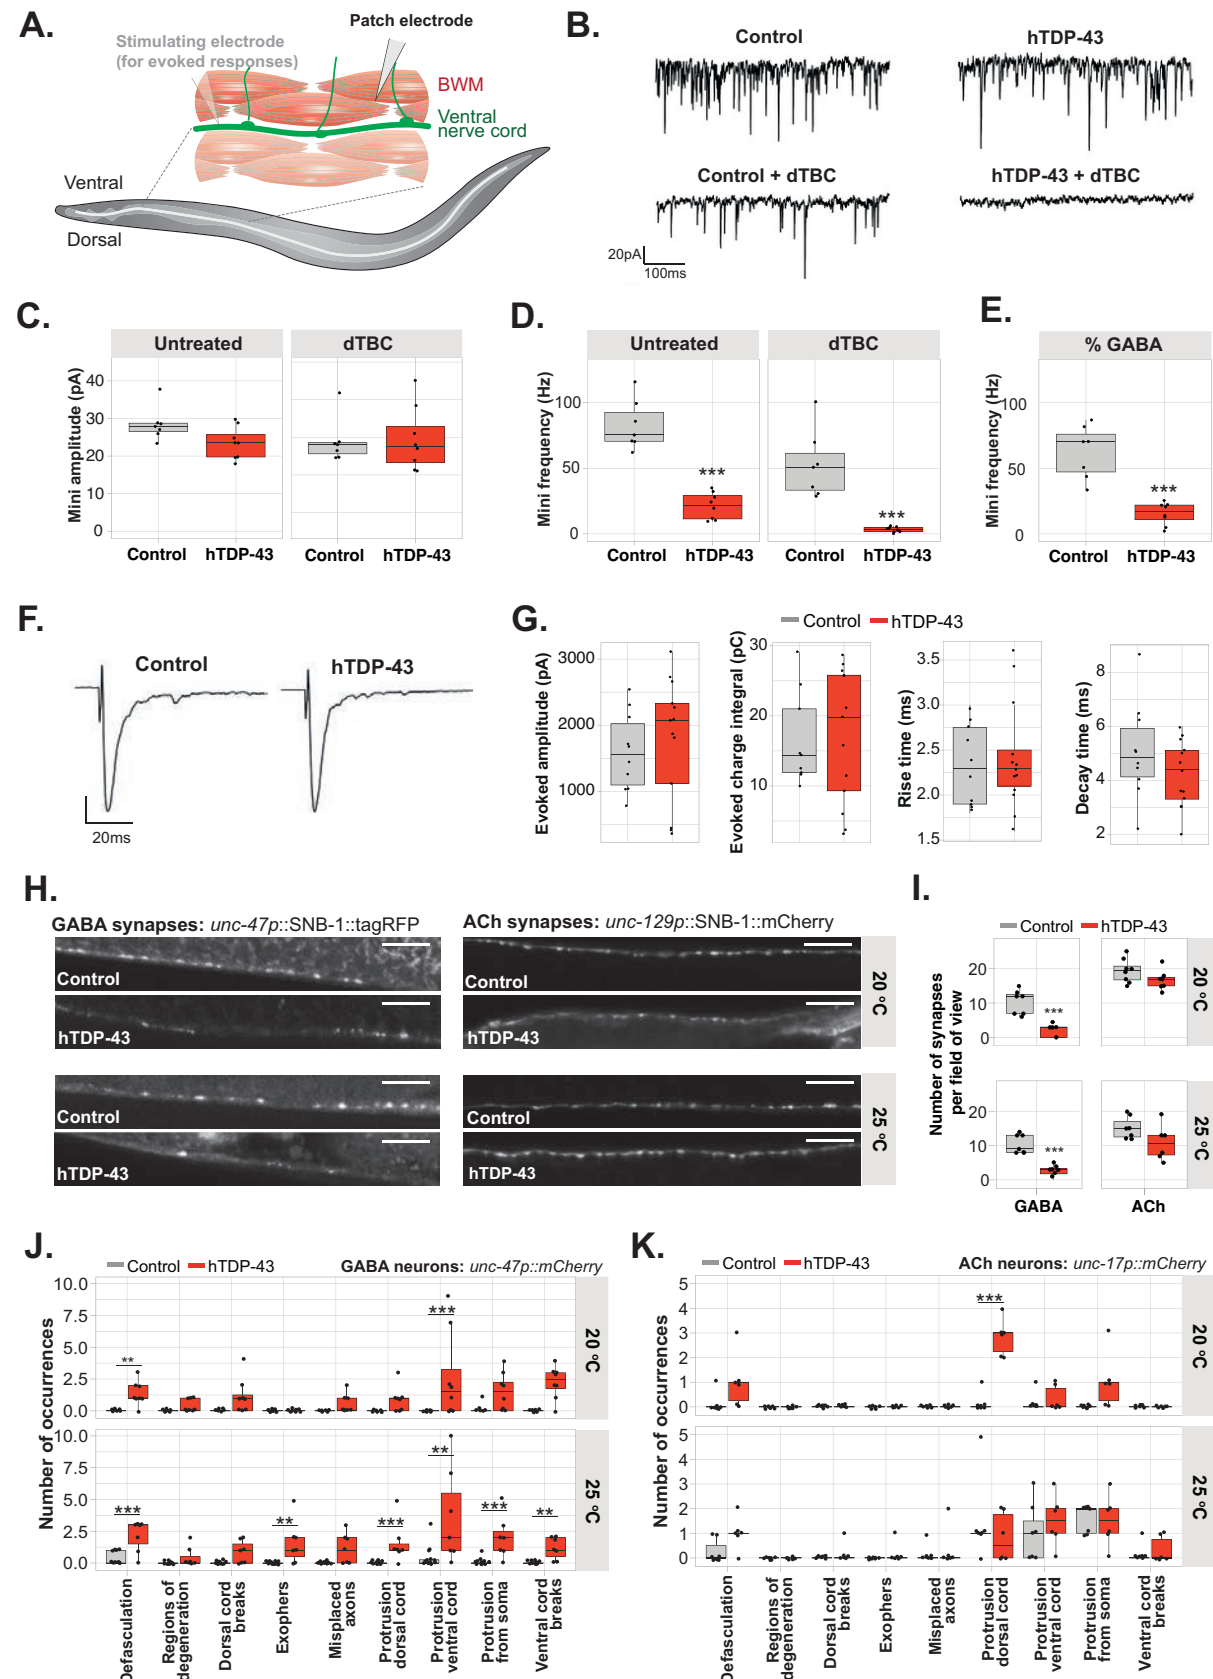 A.
Patch electrode
Stimulating electrode
(for evoked responses)
BWM
Ventral
nerve cord
Ventral
Dorsal
B.
Control
hTDP-43
Control + dTBC
hTDP-43 + dTBC
20pA
100ms
C.
Untreated
dTBC
Mini amplitude (pA)
40
30
20
10
0
Control
hTDP-43
Control
hTDP-43
D.
Untreated
dTBC
Mini frequency (Hz)
100
50
0
***
***
Control
hTDP-43
Control
hTDP-43
E.
% GABA
Mini frequency (Hz)
100
50
0
***
Control
hTDP-43
F.
Control
hTDP-43
20ms
G.
Control
hTDP-43
Evoked amplitude (pA)
3000
2000
1000
Evoked charge integral (pC)
30
20
10
Rise time (ms)
3.5
3.0
2.5
2.0
1.5
Decay time (ms)
8
6
4
2
H.
GABA synapses: unc-47p::SNB-1::tagRFP
ACh synapses: unc-129p::SNB-1::mCherry
Control
hTDP-43
Control
hTDP-43
20 °C
Control
hTDP-43
Control
hTDP-43
25 °C
I.
Control
hTDP-43
Number of synapses
per field of view
20
10
0
***
20 °C
20
10
0
***
25 °C
GABA
ACh
J.
Control
hTDP-43
GABA neurons: unc-47p::mCherry
Number of occurrences
10.0
7.5
5.0
2.5
0.0
**
***
20 °C
10.0
7.5
5.0
2.5
0.0
***
**
***
**
***
**
25 °C
Defasculation
Regions of
degeneration
Dorsal cord
breaks
Exophers
Misplaced
axons
Protrusion
dorsal cord
Protrusion
ventral cord
Protrusion
from soma
Ventral cord
breaks
K.
Control
hTDP-43
ACh neurons: unc-17p::mCherry
Number of occurrences
5
4
3
2
1
0
***
20 °C
5
4
3
2
1
0
25 °C
Defasculation
Regions of
degeneration
Dorsal cord
breaks
Exophers
Misplaced
axons
Protrusion
dorsal cord
Protrusion
ventral cord
Protrusion
from soma
Ventral cord
breaks